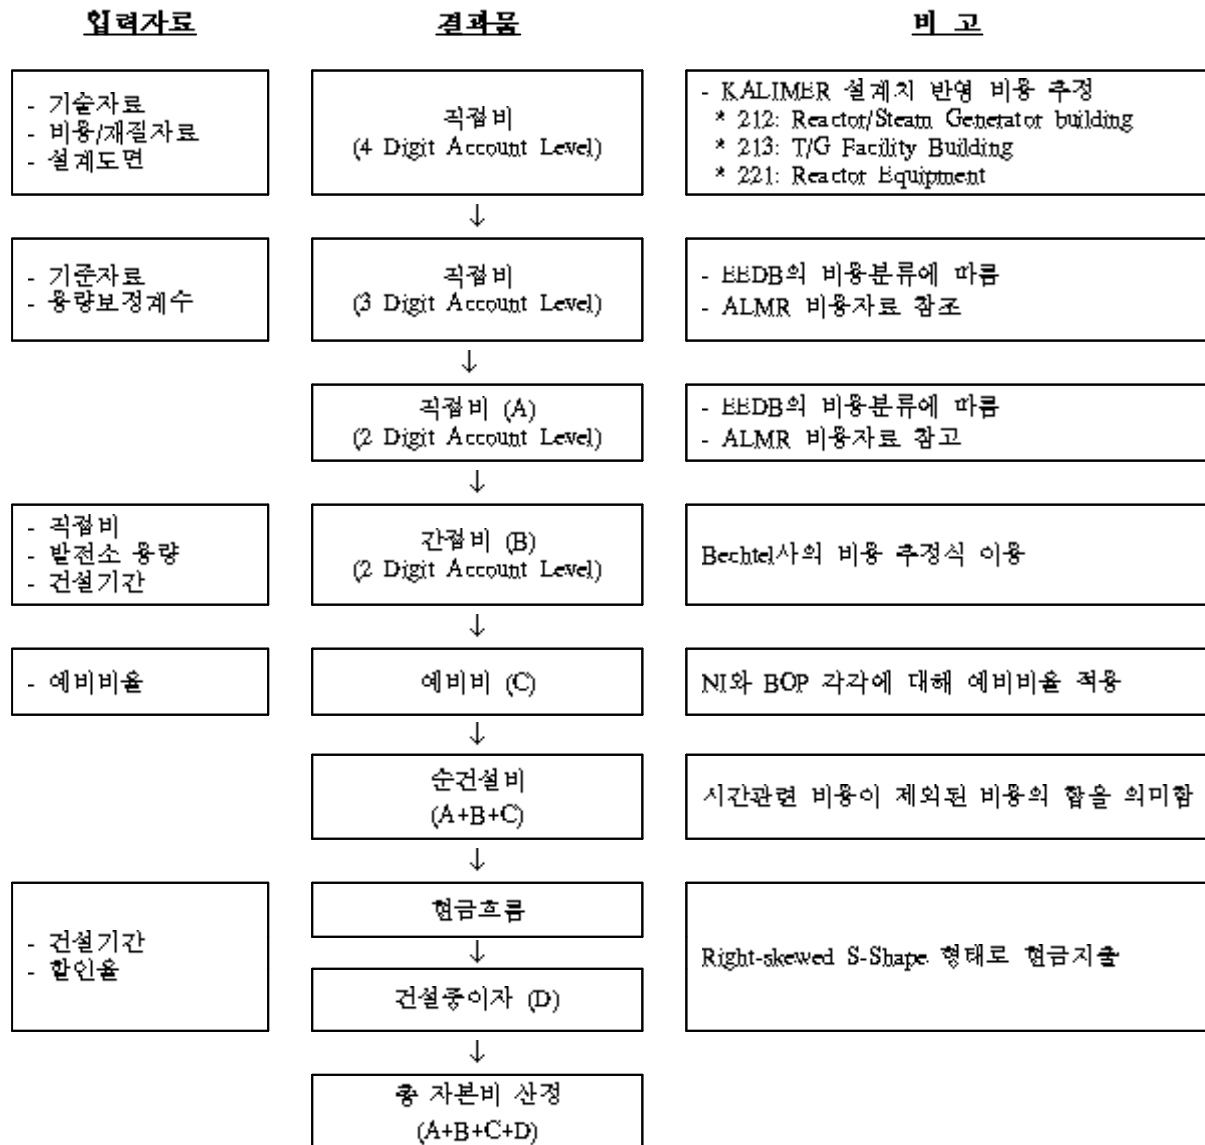 입력자료
결과물
비 고
- 기술자료
- 비용/재질자료
- 설계도면
직접비
(4 Digit Account Level)
- KALIMER 설계치 반영 비용 추정
* 212: Reactor/Steam Generator building
* 213: T/G Facility Building
* 221: Reactor Equipment
↓
- 기준자료
- 용량보정계수
직접비
(3 Digit Account Level)
- EEDB의 비용분류에 따름
- ALMR 비용자료 참조
↓
직접비 (A)
(2 Digit Account Level)
- EEDB의 비용분류에 따름
- ALMR 비용자료 참고
↓
- 직접비
- 발전소 용량
- 건설기간
간접비 (B)
(2 Digit Account Level)
Bechtel사의 비용 추정식 이용
↓
- 예비비율
예비비 (C)
NI와 BOP 각각에 대해 예비비율 적용
↓
순건설비
(A+B+C)
시간관련 비용이 제외된 비용의 합을 의미함
↓
- 건설기간
- 할인율
현금흐름
↓
건설중이자 (D)
Right-skewed S-Shape 형태로 현금지출
↓
총 자본비 산정
(A+B+C+D)